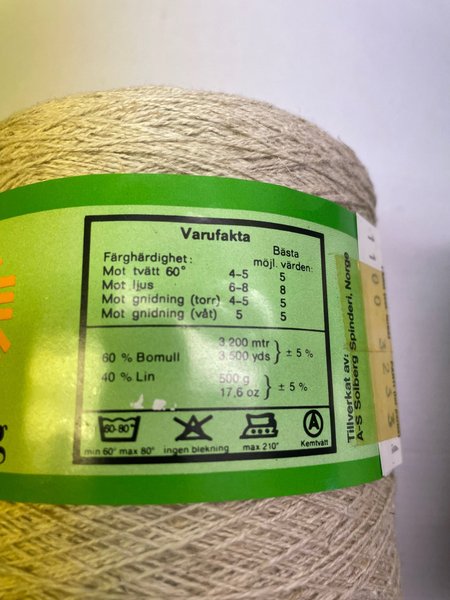 Varufakta
Bästa
Färghärdighet: möjl. värden:
Mot tvätt 60° 4-5 5
Mot ljus 6-8 8
Mot gnidning (torr) 4-5 5
Mot gnidning (våt) 5 5
3.200 mtr
60 % Bomull 3.500 yds } ± 5 %
40 % Lin 500 g
17,6 oz } ± 5 %
60-80° A
Kemtvätt
min 60° max 80° ingen blekning max 210°
Tillverkat av:
A-S Solberg Spinderi, Norge
g